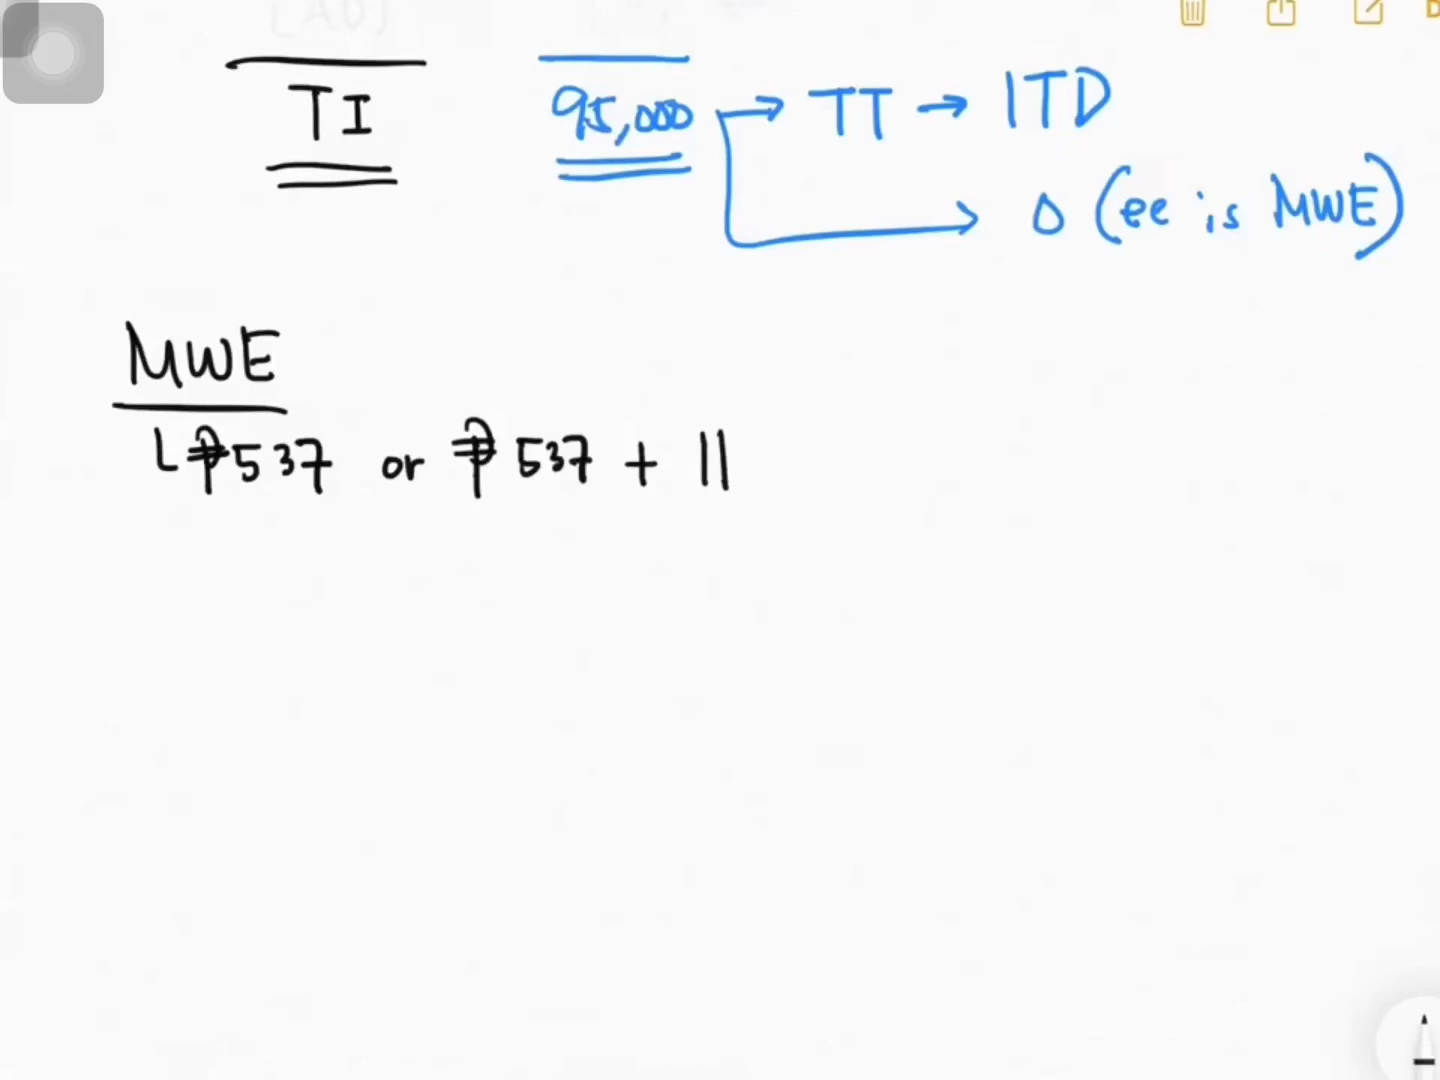 TI 95,000 → TT → ITD
0 (ee is MWE)
MWE
₱537 or ₱537 + 11